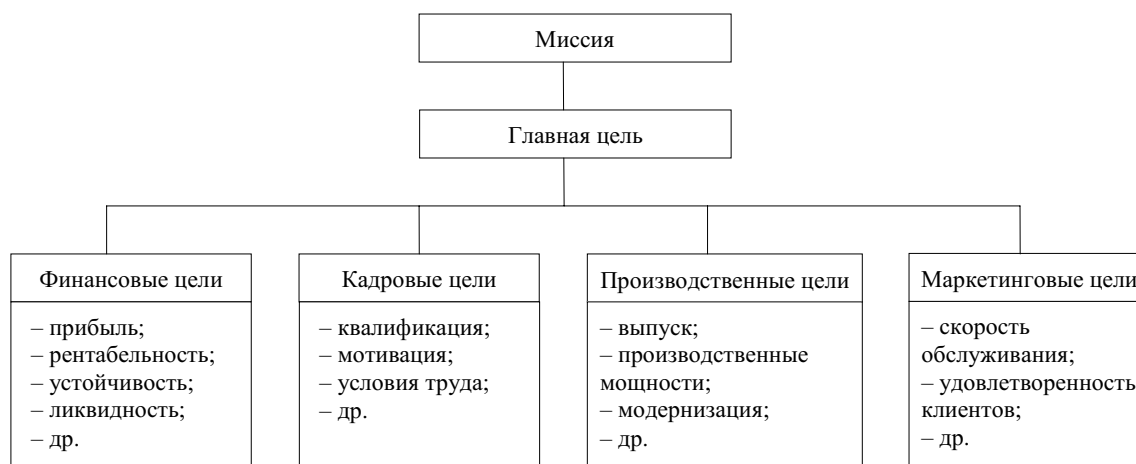 Миссия
Главная цель
Финансовые цели
– прибыль;
– рентабельность;
– устойчивость;
– ликвидность;
– др.
Кадровые цели
– квалификация;
– мотивация;
– условия труда;
– др.
Производственные цели
– выпуск;
– производственные
мощности;
– модернизация;
– др.
Маркетинговые цели
– скорость
обслуживания;
– удовлетворенность
клиентов;
– др.